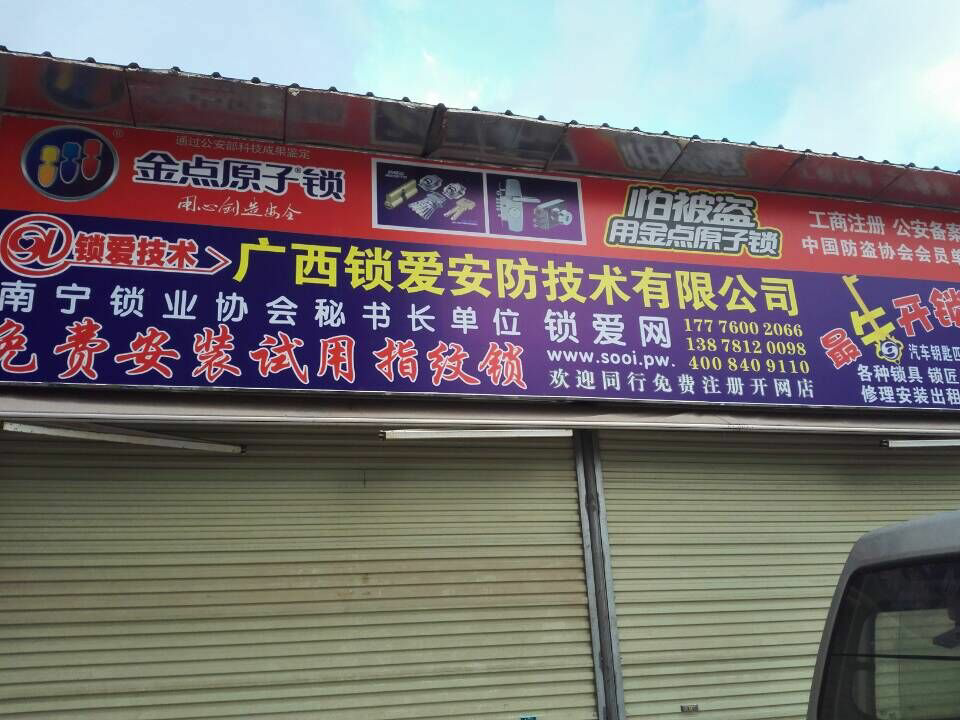 通过公安部科技成果鉴定
金点原子®锁
用心创造安全
怕被盗
用金点原子锁
工商注册 公安备案
中国防盗协会会员单
锁爱技术
广西锁爱安防技术有限公司
南宁锁业协会秘书长单位
免费安装试用指纹锁
锁爱网
www.sooi.pw.
177 7600 2066
138 7812 0098
400 840 9110
欢迎同行免费注册开网店
最牛开锁
汽车钥匙匹
各种锁具 锁匠
修理安装出租